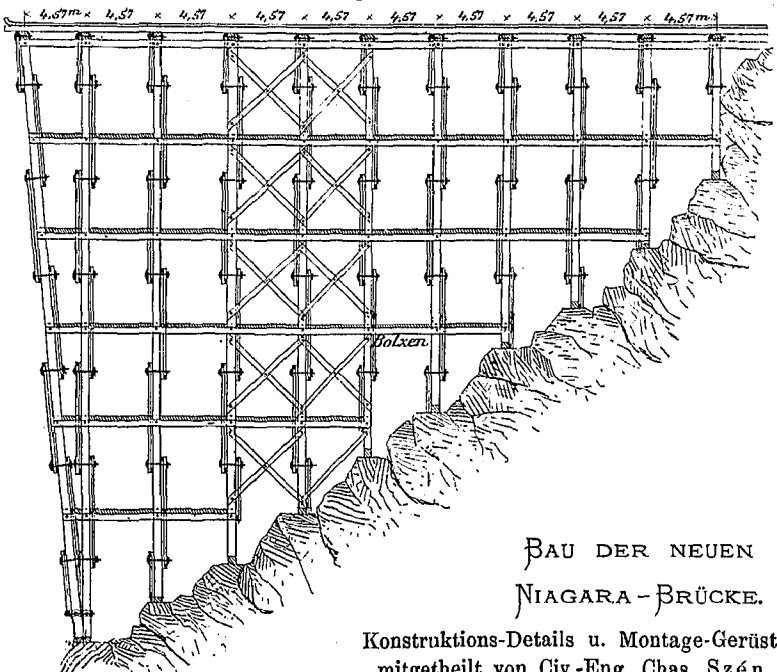 4,57m 4,57 4,57 4,57 4,57 4,57 4,57 4,57 4,57 4,57m
Bolzen
BAU DER NEUEN
NIAGARA-BRÜCKE.
Konstruktions-Details u. Montage-Gerüst
mitgetheilt von Civ.-Eng. Chas. Szén